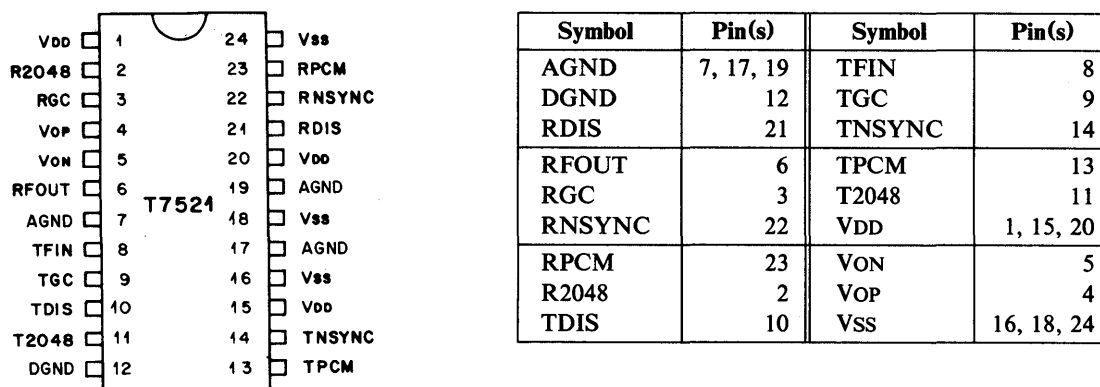 VDD 1 24 VSS
R2048 2 23 RPCM
RGC 3 22 RNSYNC
VOP 4 21 RDIS
VON 5 20 VDD
RFOUT 6 19 AGND
T7521
AGND 7 18 VSS
TFIN 8 17 AGND
TGC 9 16 VSS
TDIS 10 15 VDD
T2048 11 14 TNSYNC
DGND 12 13 TPCM
Symbol Pin(s) Symbol Pin(s)
AGND 7, 17, 19 TFIN 8
DGND 12 TGC 9
RDIS 21 TNSYNC 14
RFOUT 6 TPCM 13
RGC 3 T2048 11
RNSYNC 22 VDD 1, 15, 20
RPCM 23 VON 5
R2048 2 VOP 4
TDIS 10 VSS 16, 18, 24